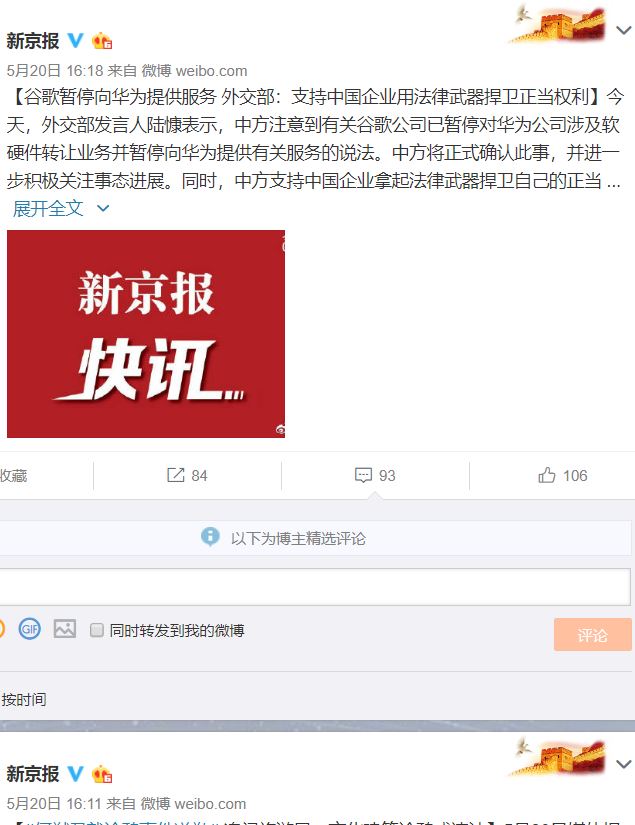 新京报
5月20日 16:18 来自 微博 weibo.com
【谷歌暂停向华为提供服务 外交部：支持中国企业用法律武器捍卫正当权利】今
天，外交部发言人陆慷表示，中方注意到有关谷歌公司已暂停对华为公司涉及软
硬件转让业务并暂停向华为提供有关服务的说法。中方将正式确认此事，并进一
步积极关注事态进展。同时，中方支持中国企业拿起法律武器捍卫自己的正当 ...
展开全文
新京报
快讯...
收藏
84
93
106
以下为博主精选评论
GIF
同时转发到我的微博
评论
按时间
新京报
5月20日 16:11 来自 微博 weibo.com